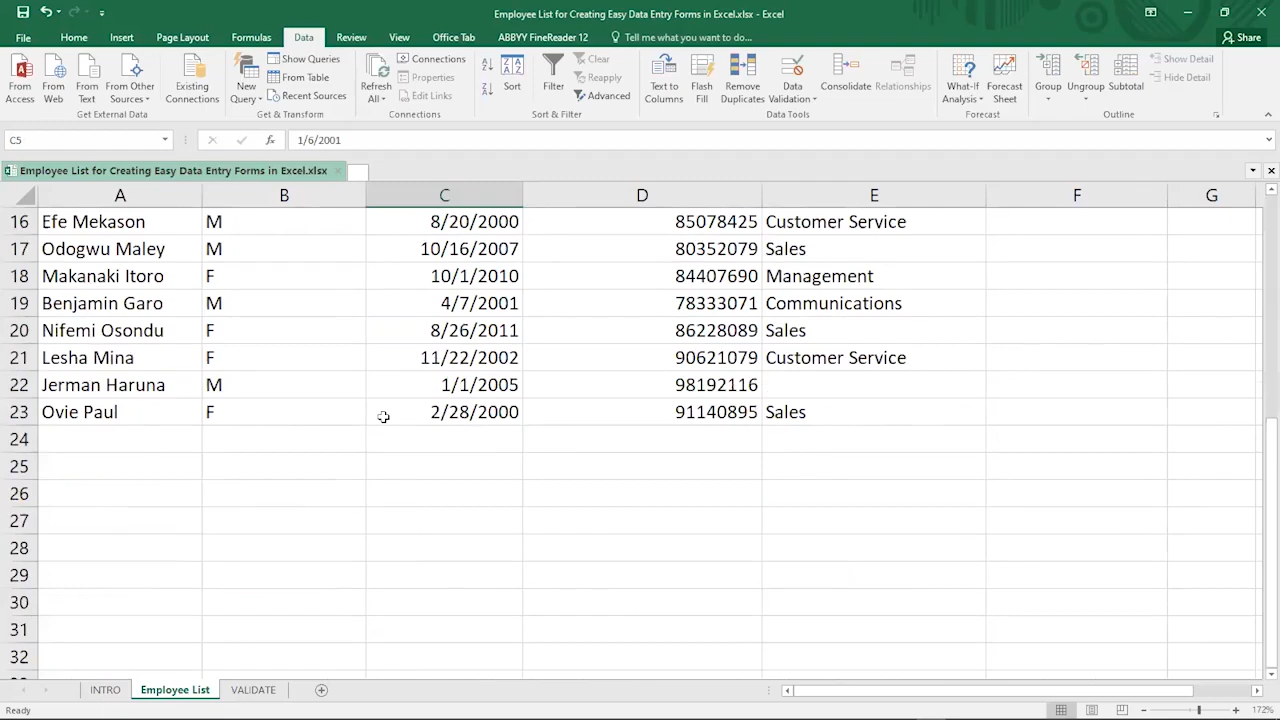 Employee List for Creating Easy Data Entry Forms in Excel.xlsx - Excel
File Home Insert Page Layout Formulas Data Review View Office Tab ABBYY FineReader 12 Tell me what you want to do... Share
From Access
From Web
From Text
From Other Sources
Get External Data
Existing Connections
New Query
Show Queries
From Table
Recent Sources
Get & Transform
Refresh All
Connections
Properties
Edit Links
Connections
Sort
Filter
Clear
Reapply
Advanced
Sort & Filter
Text to Columns
Flash Fill
Remove Duplicates
Data Validation
Consolidate
Relationships
Data Tools
What-If Analysis
Forecast Sheet
Forecast
Group
Ungroup
Subtotal
Show Detail
Hide Detail
Outline
C5 fx 1/6/2001
Employee List for Creating Easy Data Entry Forms in Excel.xlsx
A B C D E F G
16 Efe Mekason M 8/20/2000 85078425 Customer Service
17 Odogwu Maley M 10/16/2007 80352079 Sales
18 Makanaki Itoro F 10/1/2010 84407690 Management
19 Benjamin Garo M 4/7/2001 78333071 Communications
20 Nifemi Osondu F 8/26/2011 86228089 Sales
21 Lesha Mina F 11/22/2002 90621079 Customer Service
22 Jerman Haruna M 1/1/2005 98192116
23 Ovie Paul F 2/28/2000 91140895 Sales
24
25
26
27
28
29
30
31
32
INTRO Employee List VALIDATE
Ready 172%